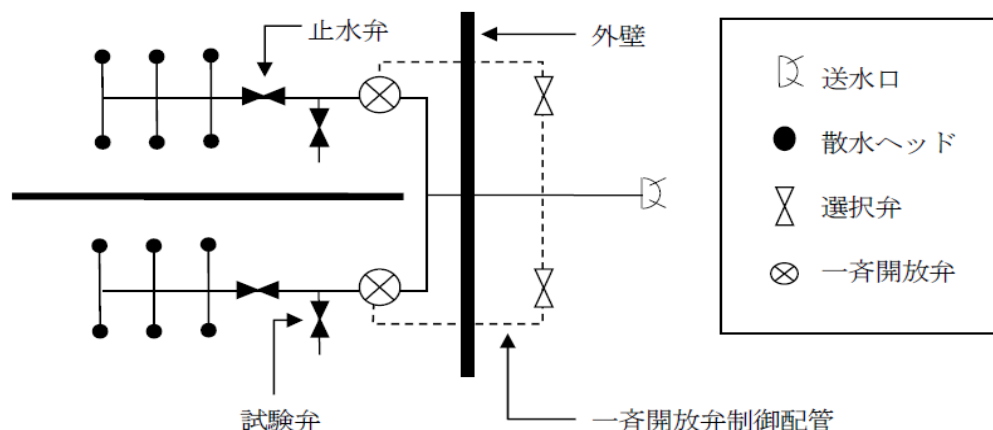 止水弁
外壁
送水口
散水ヘッド
選択弁
一斉開放弁
試験弁
一斉開放弁制御配管